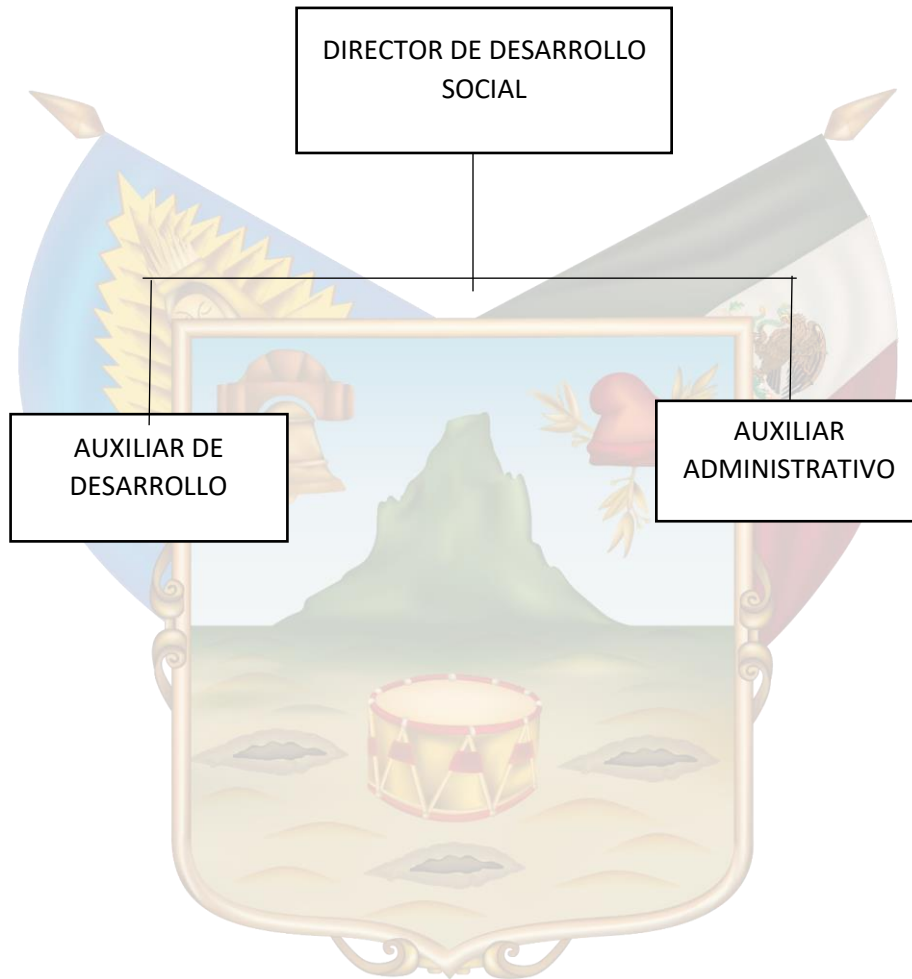 DIRECTOR DE DESARROLLO
SOCIAL
AUXILIAR DE
DESARROLLO
AUXILIAR
ADMINISTRATIVO